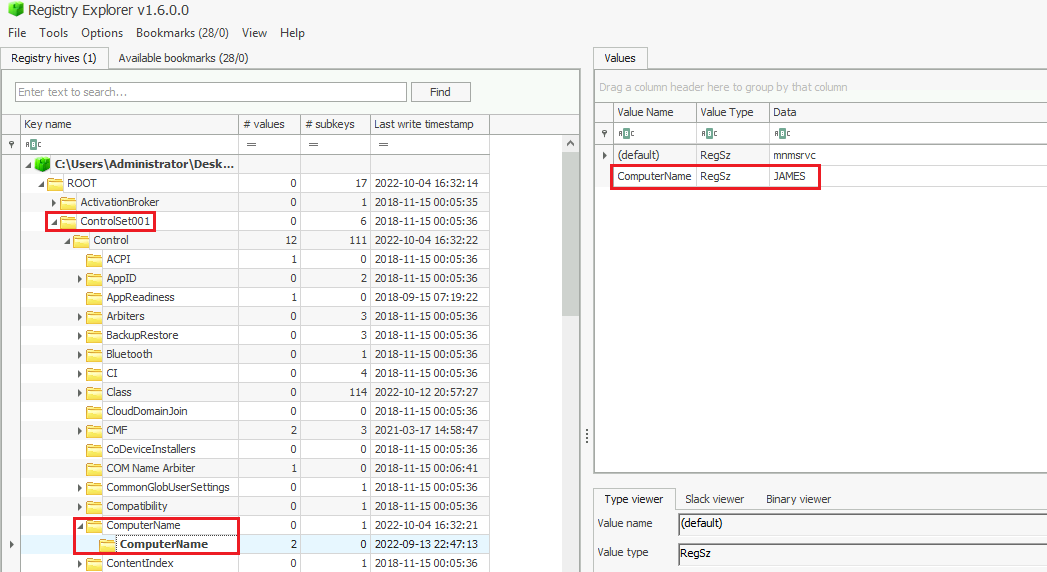 Registry Explorer v1.6.0.0
File Tools Options Bookmarks (28/0) View Help
Registry hives (1) Available bookmarks (28/0)
Enter text to search... Find
Key name # values # subkeys Last write timestamp
ABC = = =
C:\Users\Administrator\Desk...
ROOT 0 17 2022-10-04 16:32:14
ActivationBroker 0 1 2018-11-15 00:05:35
ControlSet001 0 6 2018-11-15 00:05:36
Control 12 111 2022-10-04 16:32:22
ACPI 1 0 2018-11-15 00:05:36
AppID 0 2 2018-11-15 00:05:36
AppReadiness 1 0 2018-09-15 07:19:22
Arbiters 0 3 2018-11-15 00:05:36
BackupRestore 0 3 2018-11-15 00:05:36
Bluetooth 0 1 2018-11-15 00:05:36
CI 0 4 2018-11-15 00:05:36
Class 0 114 2022-10-12 20:57:27
CloudDomainJoin 0 0 2018-11-15 00:05:36
CMF 2 3 2021-03-17 14:58:47
CoDeviceInstallers 0 0 2018-11-15 00:05:36
COM Name Arbiter 1 0 2018-11-15 00:06:41
CommonGlobUserSettings 0 1 2018-11-15 00:05:36
Compatibility 0 1 2018-11-15 00:05:36
ComputerName 0 1 2022-10-04 16:32:21
ComputerName 2 0 2022-09-13 22:47:13
ContentIndex 0 1 2018-11-15 00:05:36
Values
Drag a column header here to group by that column
Value Name Value Type Data
ABC ABC ABC
(default) RegSz mnmsrvc
ComputerName RegSz JAMES
Type viewer Slack viewer Binary viewer
Value name (default)
Value type RegSz